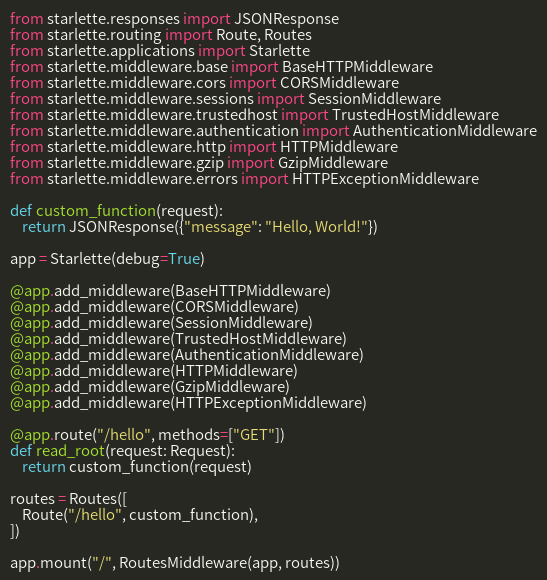 from starlette.responses import JSONResponse
from starlette.routing import Route, Routes
from starlette.applications import Starlette
from starlette.middleware.base import BaseHTTPMiddleware
from starlette.middleware.cors import CORSMiddleware
from starlette.middleware.sessions import SessionMiddleware
from starlette.middleware.trustedhost import TrustedHostMiddleware
from starlette.middleware.authentication import AuthenticationMiddleware
from starlette.middleware.http import HTTPMiddleware
from starlette.middleware.gzip import GzipMiddleware
from starlette.middleware.errors import HTTPExceptionMiddleware

def custom_function(request):
    return JSONResponse({"message": "Hello, World!"})

app = Starlette(debug=True)

@app.add_middleware(BaseHTTPMiddleware)
@app.add_middleware(CORSMiddleware)
@app.add_middleware(SessionMiddleware)
@app.add_middleware(TrustedHostMiddleware)
@app.add_middleware(AuthenticationMiddleware)
@app.add_middleware(HTTPMiddleware)
@app.add_middleware(GzipMiddleware)
@app.add_middleware(HTTPExceptionMiddleware)

@app.route("/hello", methods=["GET"])
def read_root(request: Request):
    return custom_function(request)

routes = Routes([
    Route("/hello", custom_function),
])

app.mount("/", RoutesMiddleware(app, routes))